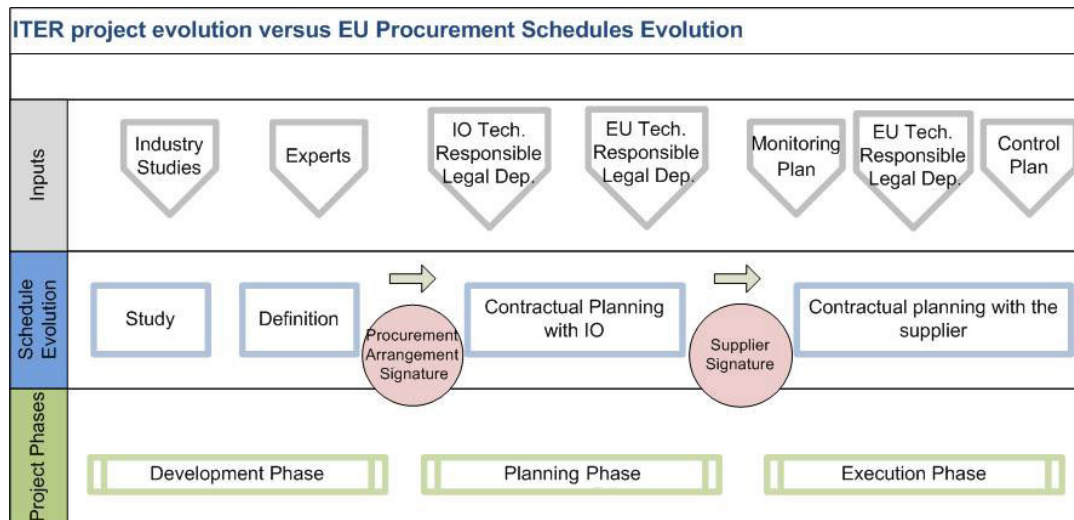 ITER project evolution versus EU Procurement Schedules Evolution
Inputs
Industry
Studies
Experts
IO Tech.
Responsible
Legal Dep.
EU Tech.
Responsible
Legal Dep.
Monitoring
Plan
EU Tech.
Responsible
Legal Dep.
Control
Plan
Schedule
Evolution
Study
Definition
Procurement
Arrangement
Signature
Contractual Planning
with IO
Supplier
Signature
Contractual planning with the
supplier
Project Phases
Development Phase
Planning Phase
Execution Phase